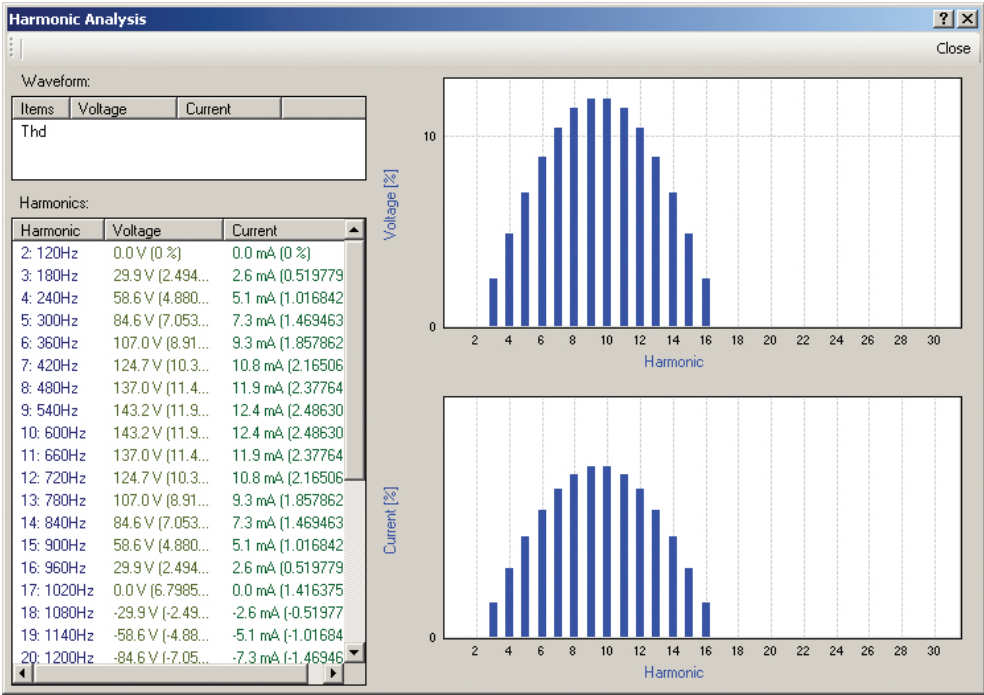 Harmonic Analysis
Close
Waveform:
Items Voltage Current
Thd
Harmonics:
Harmonic Voltage Current
2: 120Hz 0.0 V (0 %) 0.0 mA (0 %)
3: 180Hz 29.9 V (2.494... 2.6 mA (0.519779
4: 240Hz 58.6 V (4.880... 5.1 mA (1.016842
5: 300Hz 84.6 V (7.053... 7.3 mA (1.469463
6: 360Hz 107.0 V (8.91... 9.3 mA (1.857862
7: 420Hz 124.7 V (10.3... 10.8 mA (2.16506
8: 480Hz 137.0 V (11.4... 11.9 mA (2.37764
9: 540Hz 143.2 V (11.9... 12.4 mA (2.48630
10: 600Hz 143.2 V (11.9... 12.4 mA (2.48630
11: 660Hz 137.0 V (11.4... 11.9 mA (2.37764
12: 720Hz 124.7 V (10.3... 10.8 mA (2.16506
13: 780Hz 107.0 V (8.91... 9.3 mA (1.857862
14: 840Hz 84.6 V (7.053... 7.3 mA (1.469463
15: 900Hz 58.6 V (4.880... 5.1 mA (1.016842
16: 960Hz 29.9 V (2.494... 2.6 mA (0.519779
17: 1020Hz 0.0 V (6.7985... 0.0 mA (1.416375
18: 1080Hz -29.9 V (-2.49... -2.6 mA (-0.51977
19: 1140Hz -58.6 V (-4.88... -5.1 mA (-1.01684
20: 1200Hz -84.6 V (-7.05... -7.3 mA (-1.46946
Voltage [%]
10
0
2 4 6 8 10 12 14 16 18 20 22 24 26 28 30
Harmonic
Current [%]
0
2 4 6 8 10 12 14 16 18 20 22 24 26 28 30
Harmonic